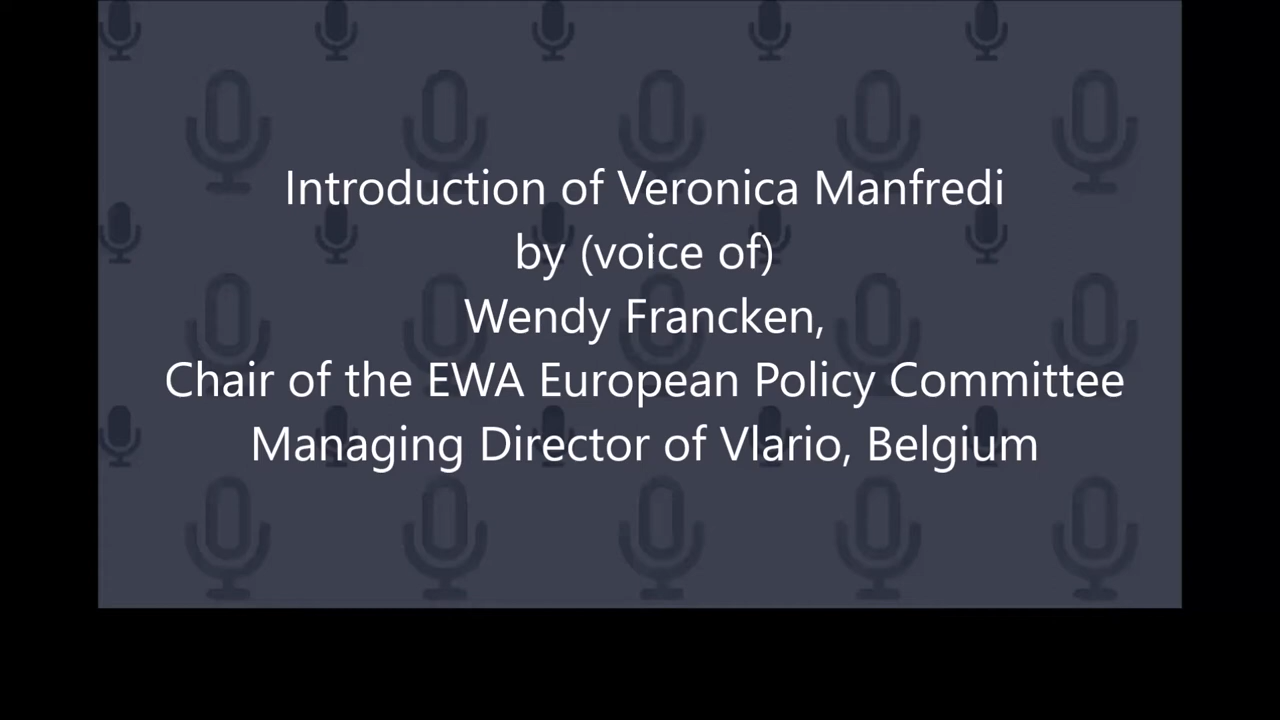 Introduction of Veronica Manfredi
by (voice of)
Wendy Francken,
Chair of the EWA European Policy Committee
Managing Director of Vlario, Belgium